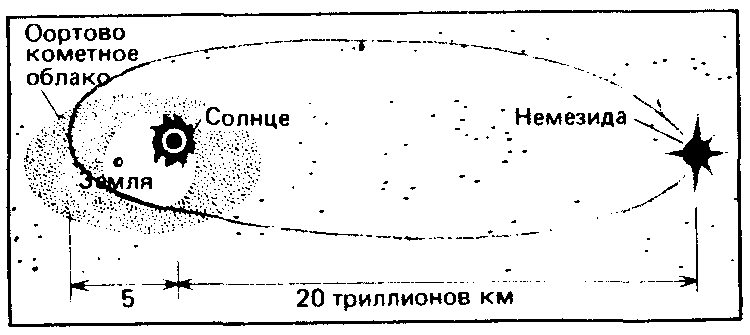 Оортово
кометное
облако
Солнце
Немезида
Земля
5
20 триллионов км